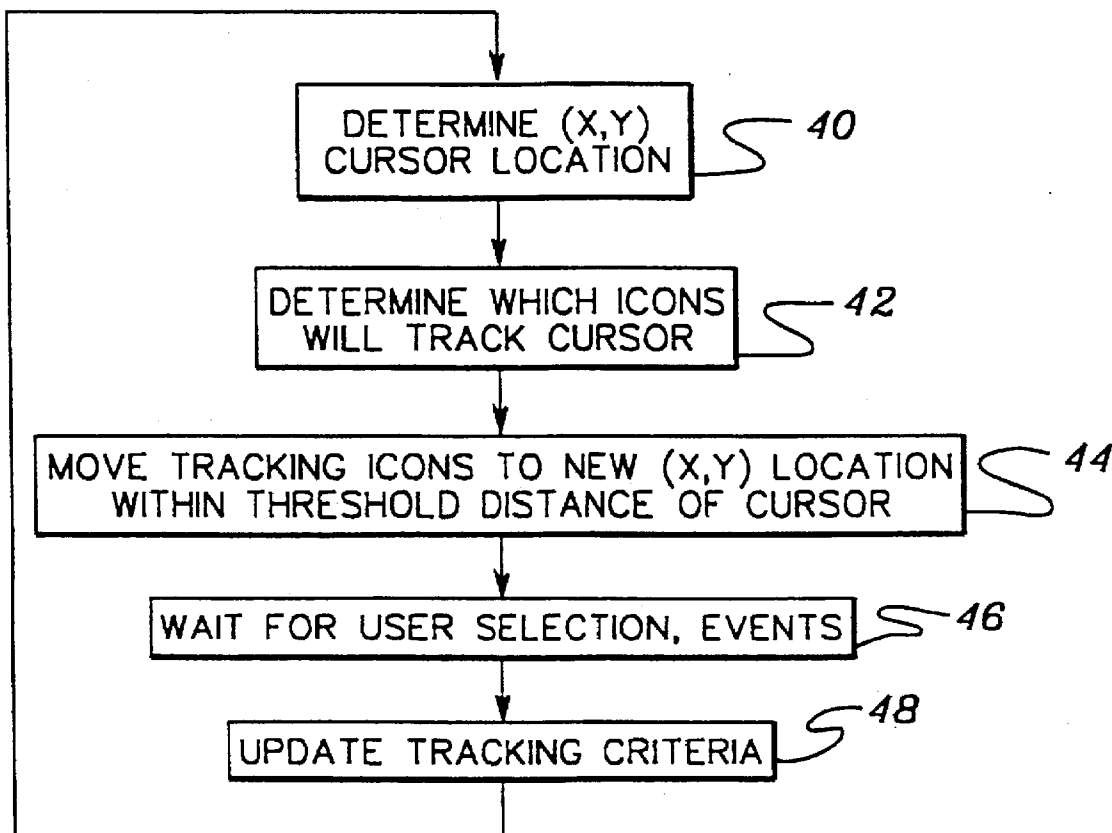 DETERMINE (X,Y)
CURSOR LOCATION
40
DETERMINE WHICH ICONS
WILL TRACK CURSOR
42
MOVE TRACKING ICONS TO NEW (X,Y) LOCATION
WITHIN THRESHOLD DISTANCE OF CURSOR
44
WAIT FOR USER SELECTION, EVENTS
46
UPDATE TRACKING CRITERIA
48